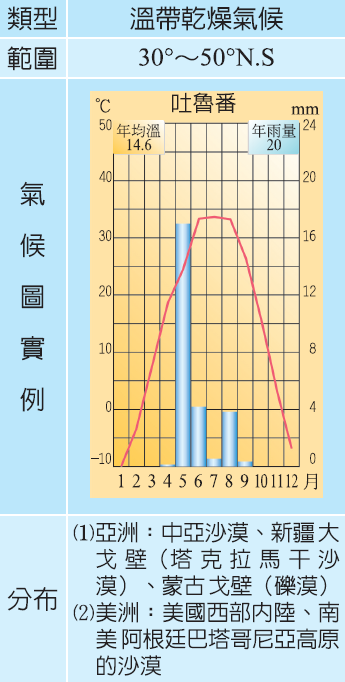 類型
溫帶乾燥氣候
範圍
30°～50°N.S
氣候圖實例
℃
吐魯番
mm
年均溫
14.6
年雨量
20
50
40
30
20
10
0
−10
24
20
16
12
8
4
0
1 2 3 4 5 6 7 8 9 10 11 12 月
分布
⑴亞洲：中亞沙漠、新疆大
戈壁（塔克拉馬干沙
漠）、蒙古戈壁（礫漠）
⑵美洲：美國西部內陸、南
美阿根廷巴塔哥尼亞高原
的沙漠